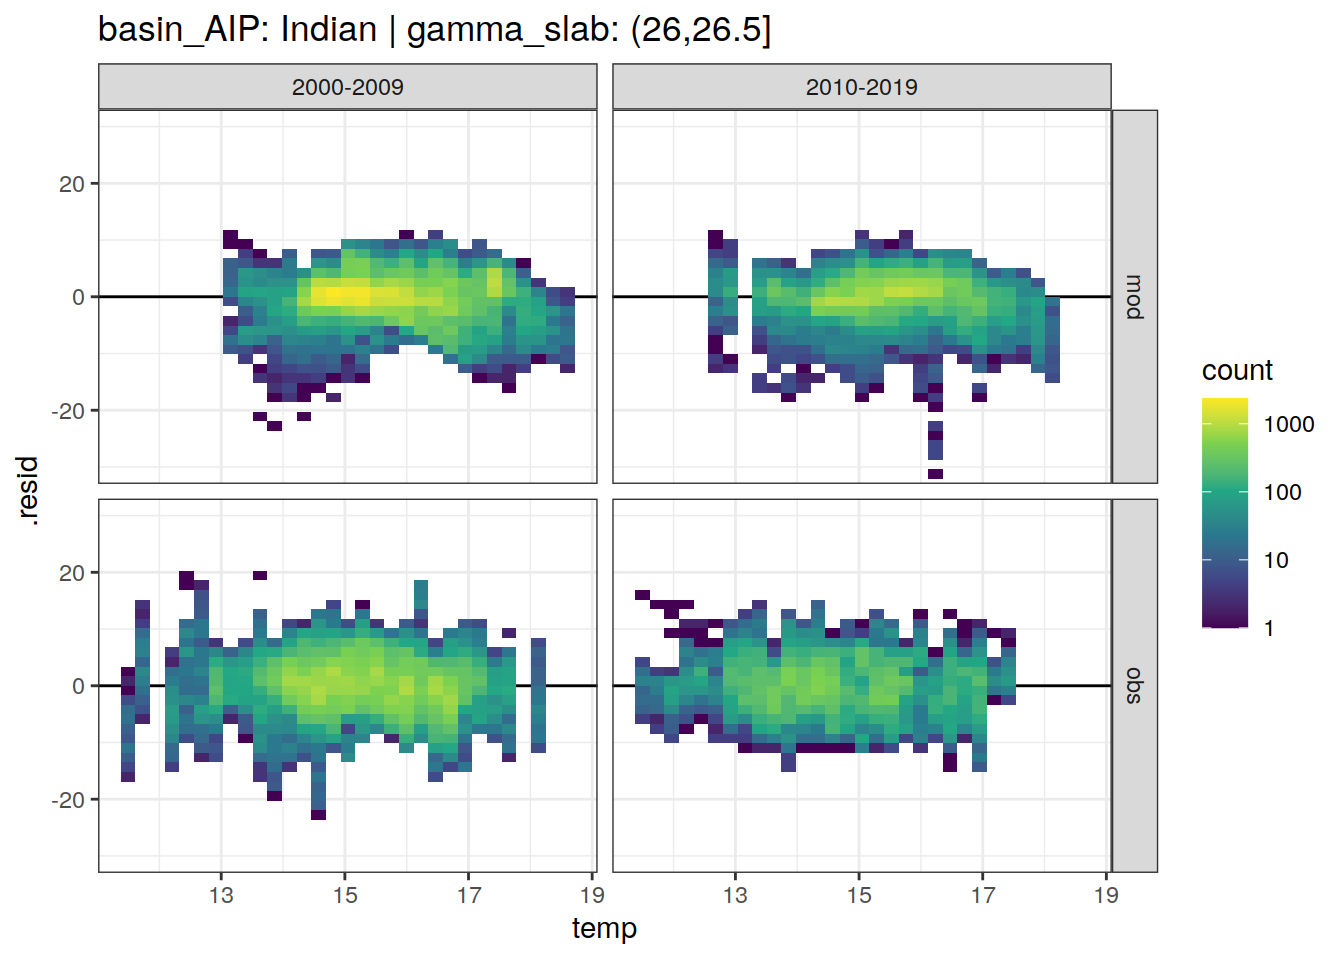 basin_AIP: Indian | gamma_slab: (26,26.5]
2000-2009 2010-2019
20
0
-20
mod
20
0
-20
obs
.resid
13 15 17 19 13 15 17 19
temp
count
1000
100
10
1